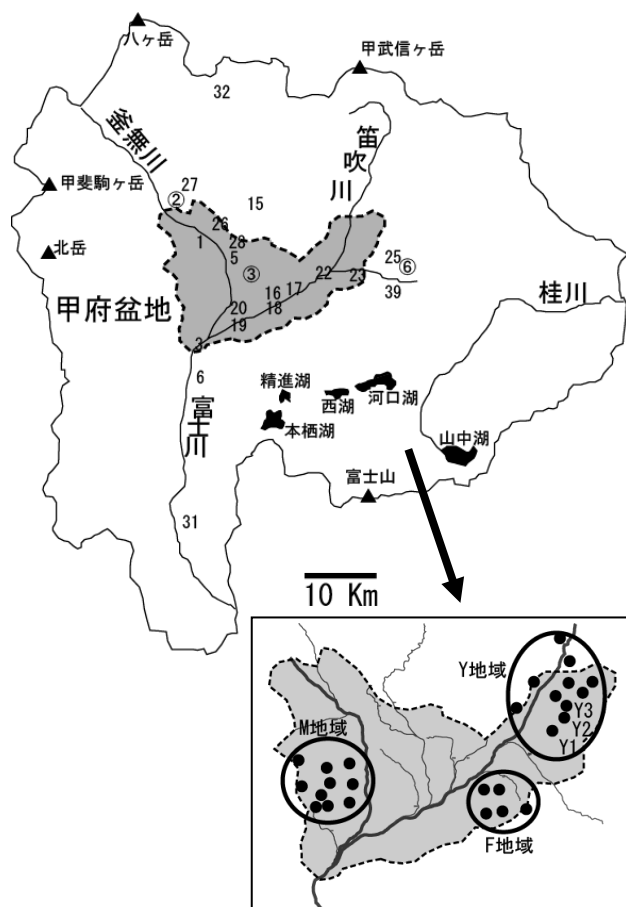 八ヶ岳
甲武信ヶ岳
32
釜無川
笛吹川
甲斐駒ヶ岳
27
②
15
26
北岳
1
28
5
③
25
⑥
22
23
39
甲府盆地
16
17
桂川
20
18
19
3
6
精進湖
西湖
河口湖
富士川
本栖湖
山中湖
富士山
31
10 Km
Y地域
M地域
Y3
Y2
Y1
F地域